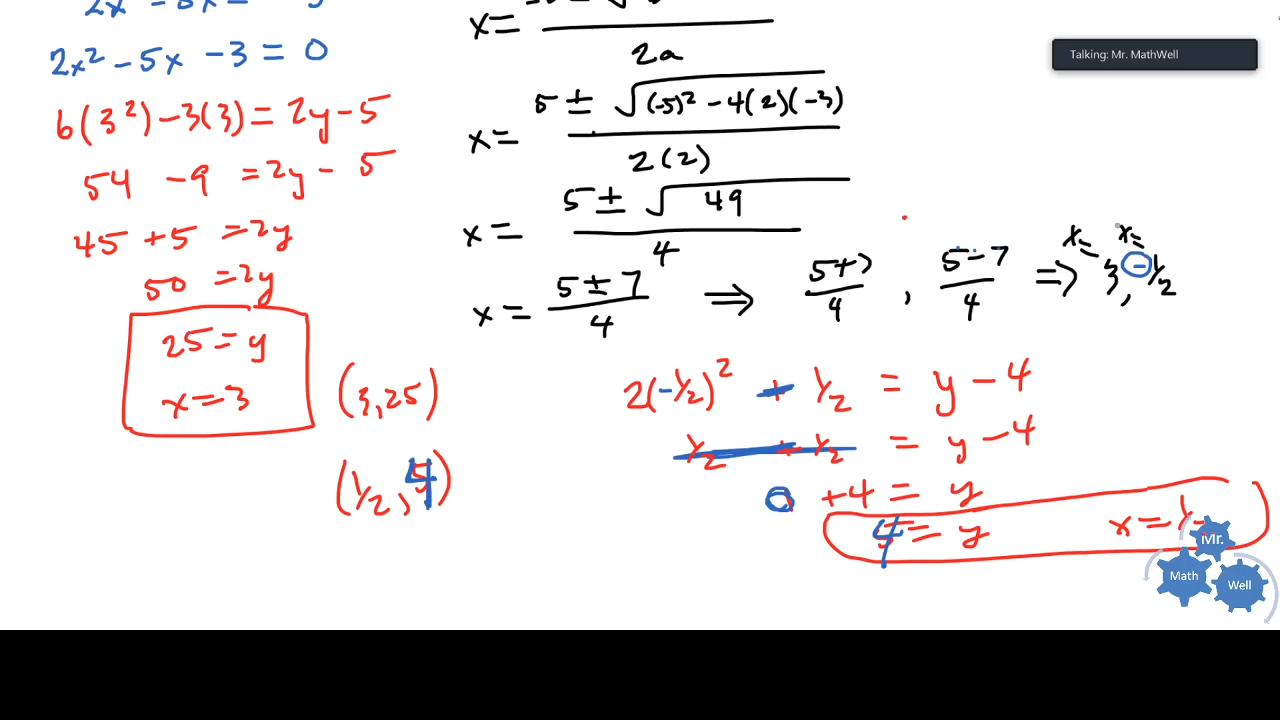 2x² - 5x - 3 = 0
6(3²) - 3(3) = 2y - 5
54 - 9 = 2y - 5
45 + 5 = 2y
50 = 2y
25 = y
x = 3
(3, 25)
(1/2, 4)
x =
2a
x = 5 ± √(-5)² - 4(2)(-3)
2(2)
x = 5 ± √49
4
x = 5 ± 7 ⇒ 5+7 , 5-7 ⇒ x= 3, x= -1/2
4 4 4
2(-1/2)² + 1/2 = y - 4
1/2 + 1/2 = y - 4
0 + 4 = y
4 = y
Talking: Mr. MathWell
Mr.
Math
Well